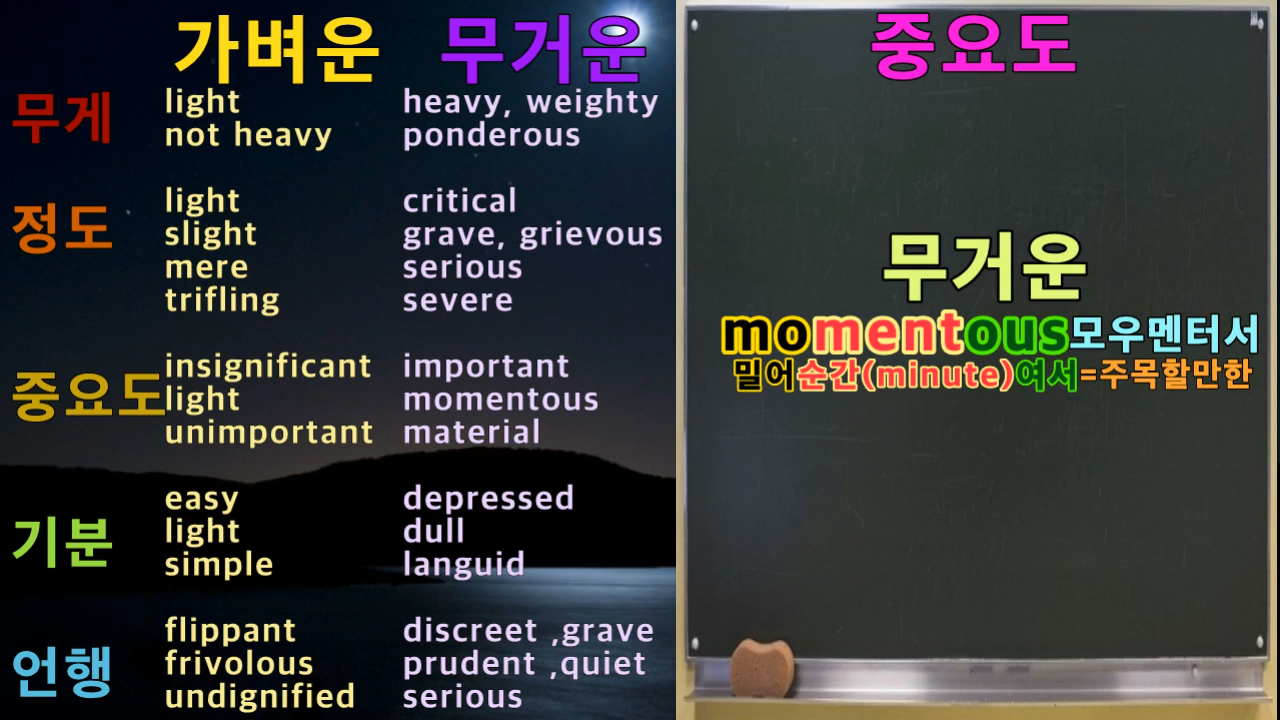 가벼운 무거운
무게
light heavy, weighty
not heavy ponderous
정도
light critical
slight grave, grievous
mere serious
trifling severe
중요도
insignificant important
light momentous
unimportant material
기분
easy depressed
light dull
simple languid
언행
flippant discreet ,grave
frivolous prudent ,quiet
undignified serious
중요도
무거운
momentous모우멘터서
밀어순간(minute)여서=주목할만한